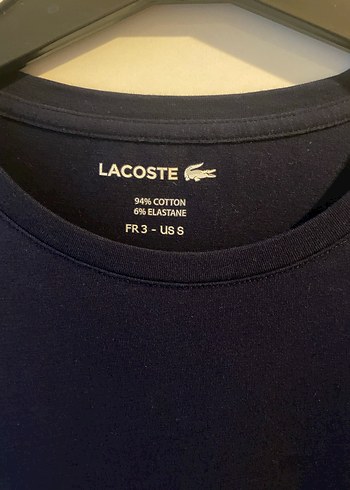 LACOSTE
94% COTTON
6% ELASTANE
FR 3 - US S